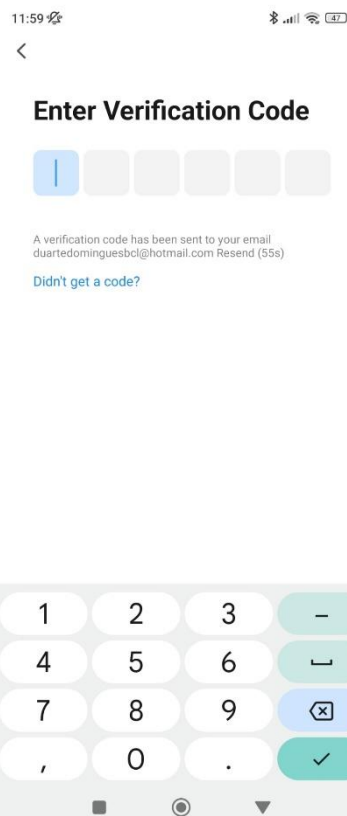 11:59
47
Enter Verification Code
A verification code has been sent to your email
duartedominguesbcl@hotmail.com Resend (55s)
Didn't get a code?
1 2 3 –
4 5 6
7 8 9
, 0 .